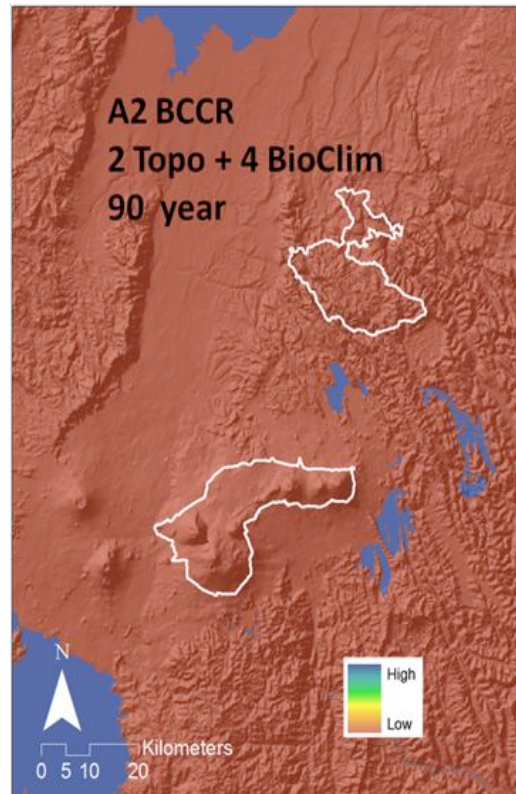 A2 BCCR
2 Topo + 4 BioClim
90 year
High
Low
N
Kilometers
0 5 10 20